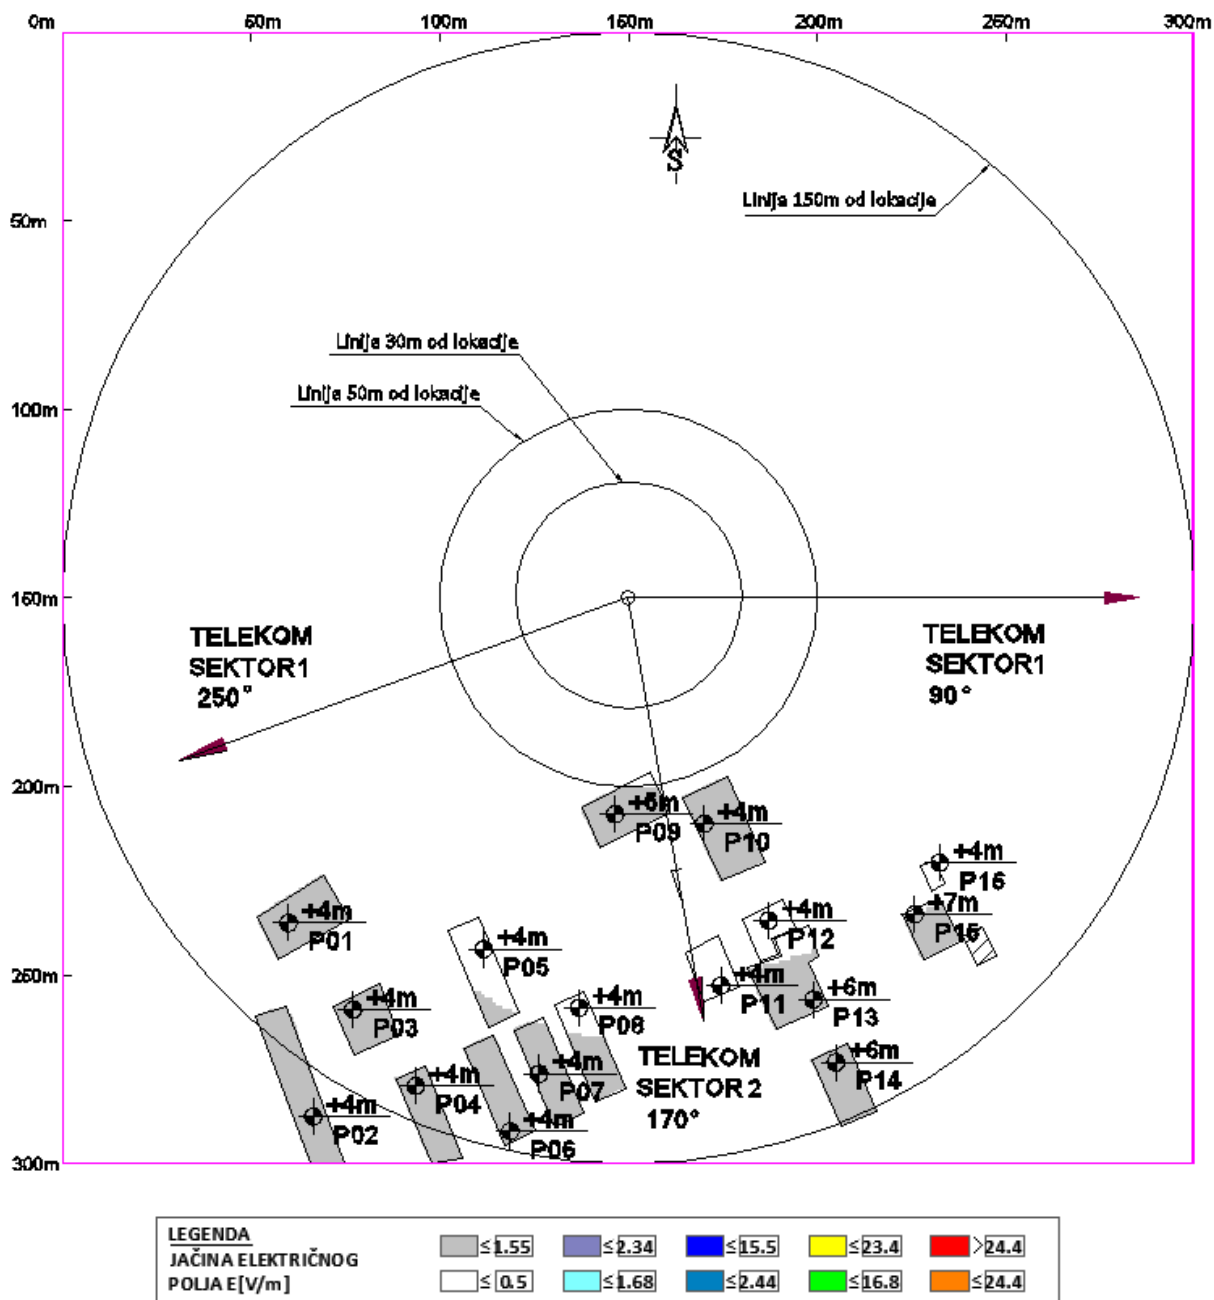 0m 50m 100m 150m 200m 250m 300m
S
Linija 150m od lokacije
50m
Linija 30m od lokacije
Linija 50m od lokacije
100m
150m
TELEKOM
SEKTOR1
250°
TELEKOM
SEKTOR1
90°
200m
+5m
P09
+4m
P10
+4m
P16
+4m
P01
+4m
P05
+4m
P12
+7m
P15
250m
+4m
P11
+6m
P13
+4m
P03
+4m
P08
TELEKOM
SEKTOR 2
170°
+6m
P14
+4m
P04
+4m
P07
+4m
P02
+4m
P06
300m
LEGENDA
JAČINA ELEKTRIČNOG
POLJA E[V/m]
≤1.55 ≤2.34 ≤15.5 ≤23.4 >24.4
≤ 0.5 ≤1.68 ≤2.44 ≤16.8 ≤24.4